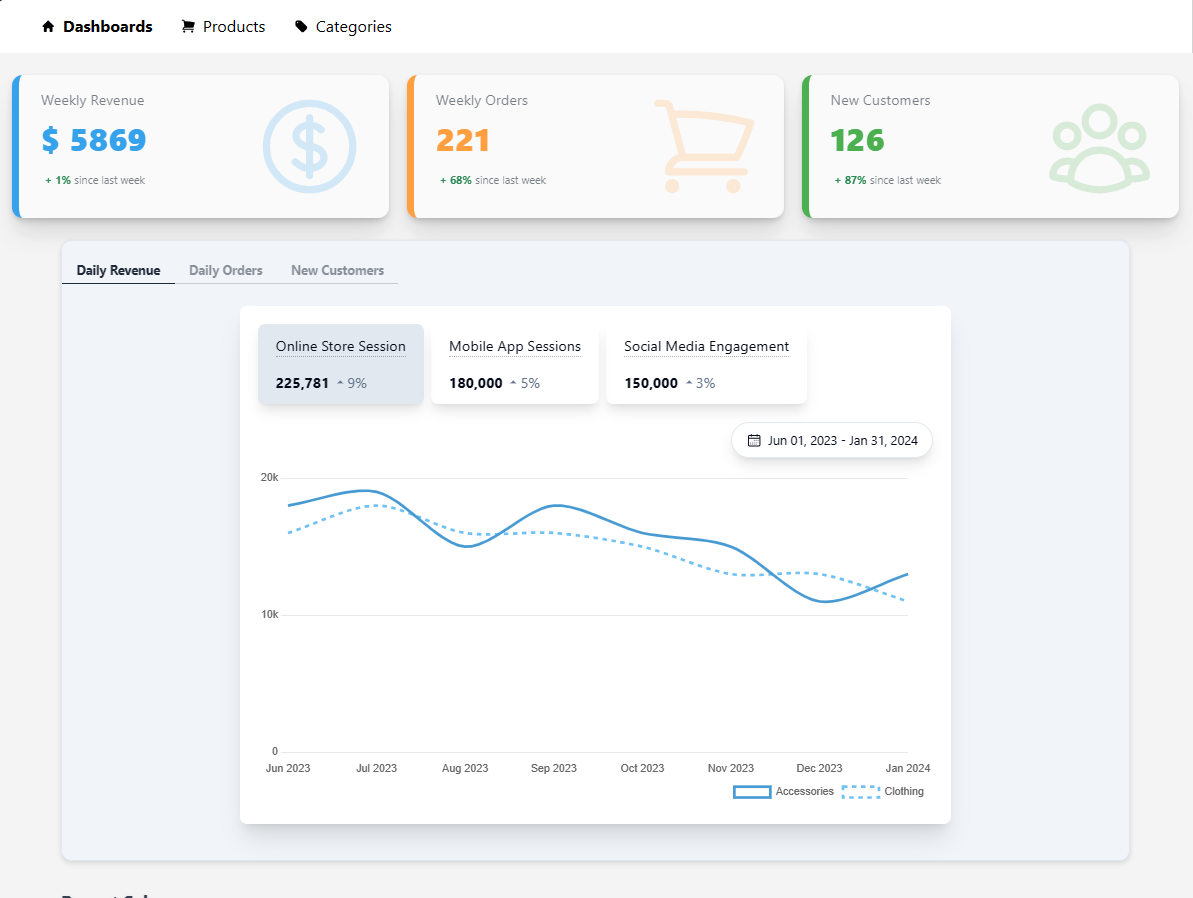 Dashboards Products Categories
Weekly Revenue
$ 5869
+ 1% since last week
Weekly Orders
221
+ 68% since last week
New Customers
126
+ 87% since last week
Daily Revenue Daily Orders New Customers
Online Store Session
225,781 9%
Mobile App Sessions
180,000 5%
Social Media Engagement
150,000 3%
Jun 01, 2023 - Jan 31, 2024
20k
10k
0
Jun 2023 Jul 2023 Aug 2023 Sep 2023 Oct 2023 Nov 2023 Dec 2023 Jan 2024
Accessories Clothing